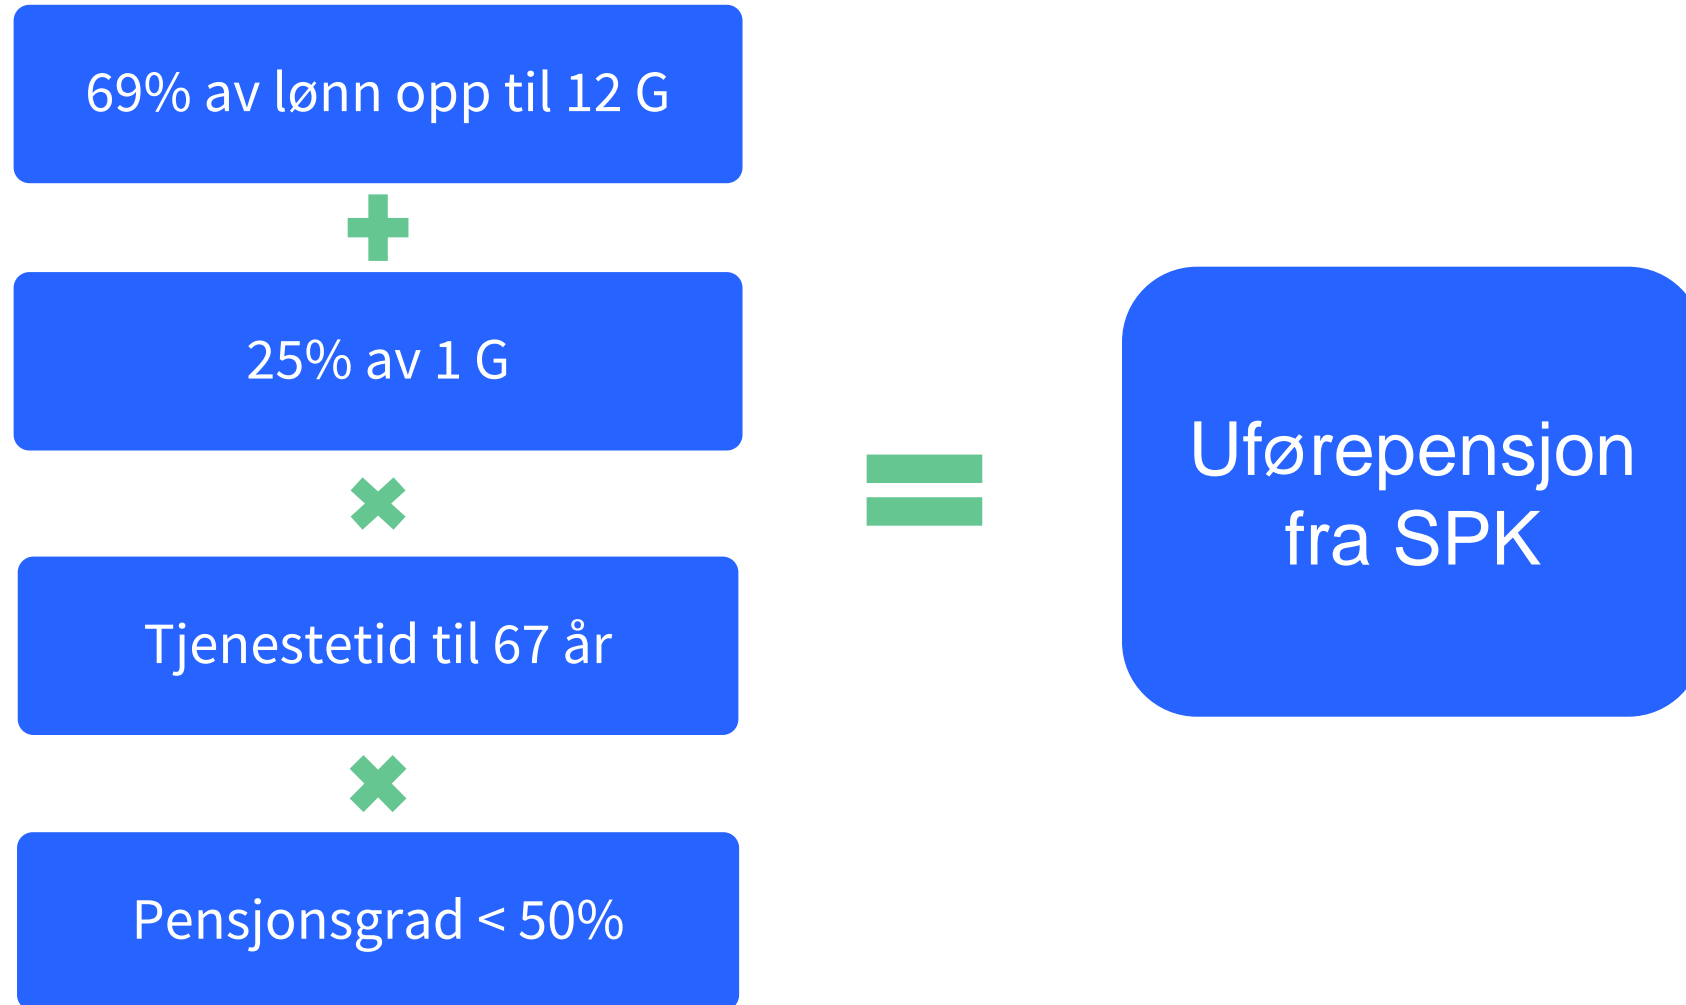 69% av lønn opp til 12 G
25% av 1 G
Tjenestetid til 67 år
Pensjonsgrad < 50%
Uførepensjon
fra SPK